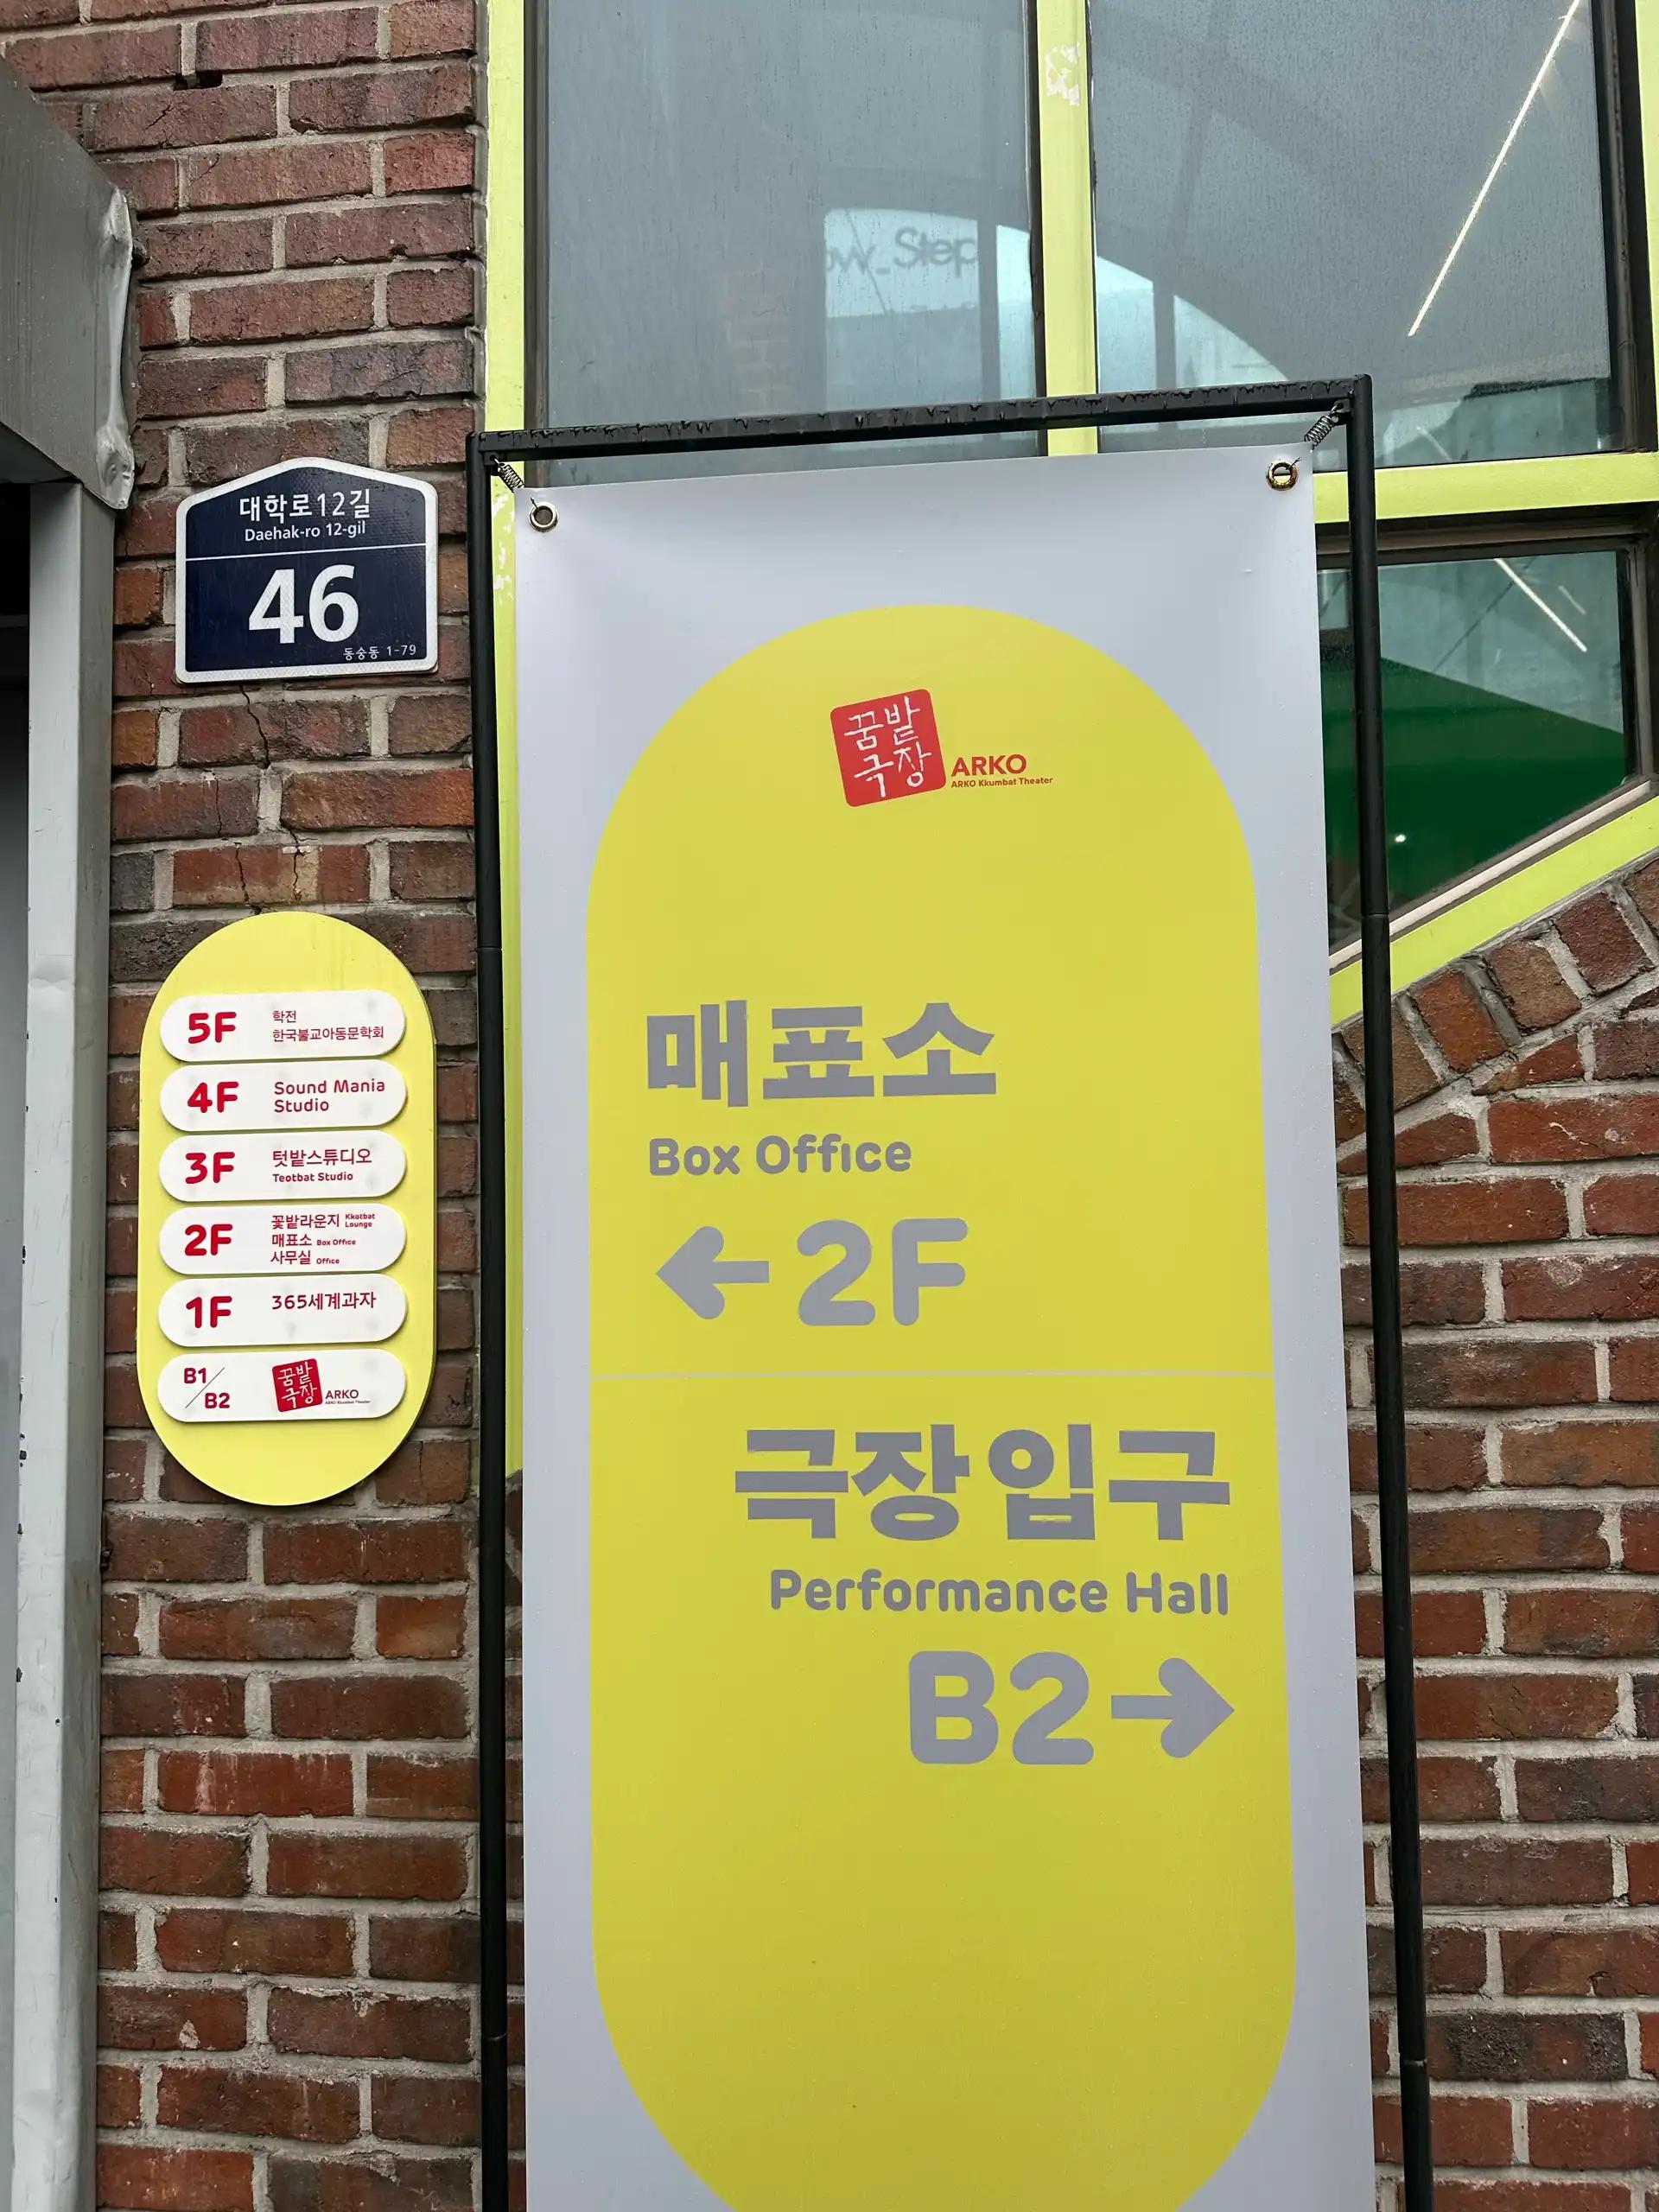 ow_Step
대학로12길
Daehak-ro 12-gil
46
동숭동 1-79
5F 학전
한국불교아동문학회
4F Sound Mania
Studio
3F 텃밭스튜디오
Teotbat Studio
2F 꽃밭라운지 Kkotbat Lounge
매표소 Box Office
사무실 Office
1F 365세계과자
B1/B2 꿈밭극장 ARKO
ARKO Kkumbat Theater
꿈밭
극장
ARKO
ARKO Kkumbat Theater
매표소
Box Office
←2F
극장입구
Performance Hall
B2→